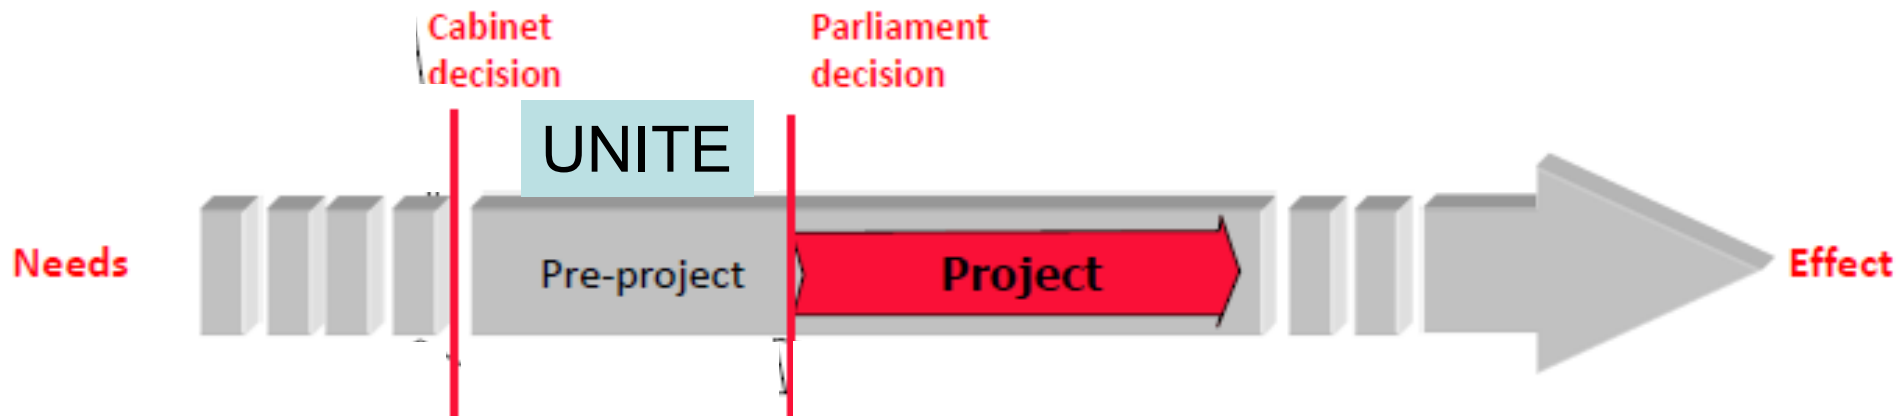 Cabinet
decision
Parliament
decision
UNITE
Needs
Pre-project
Project
Effect